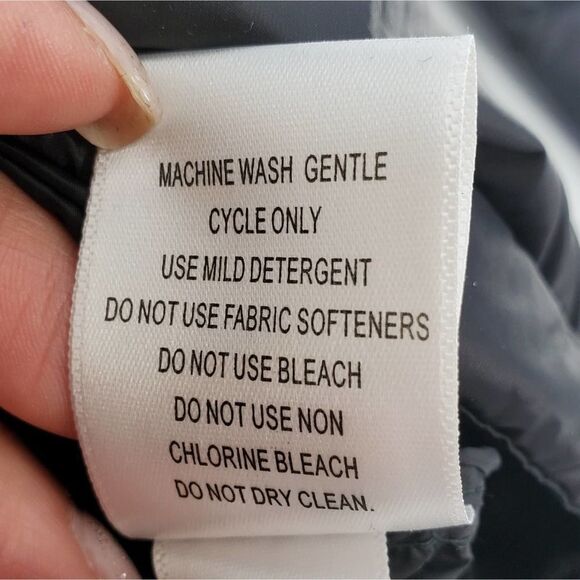 MACHINE WASH GENTLE
CYCLE ONLY
USE MILD DETERGENT
DO NOT USE FABRIC SOFTENERS
DO NOT USE BLEACH
DO NOT USE NON
CHLORINE BLEACH
DO NOT DRY CLEAN.